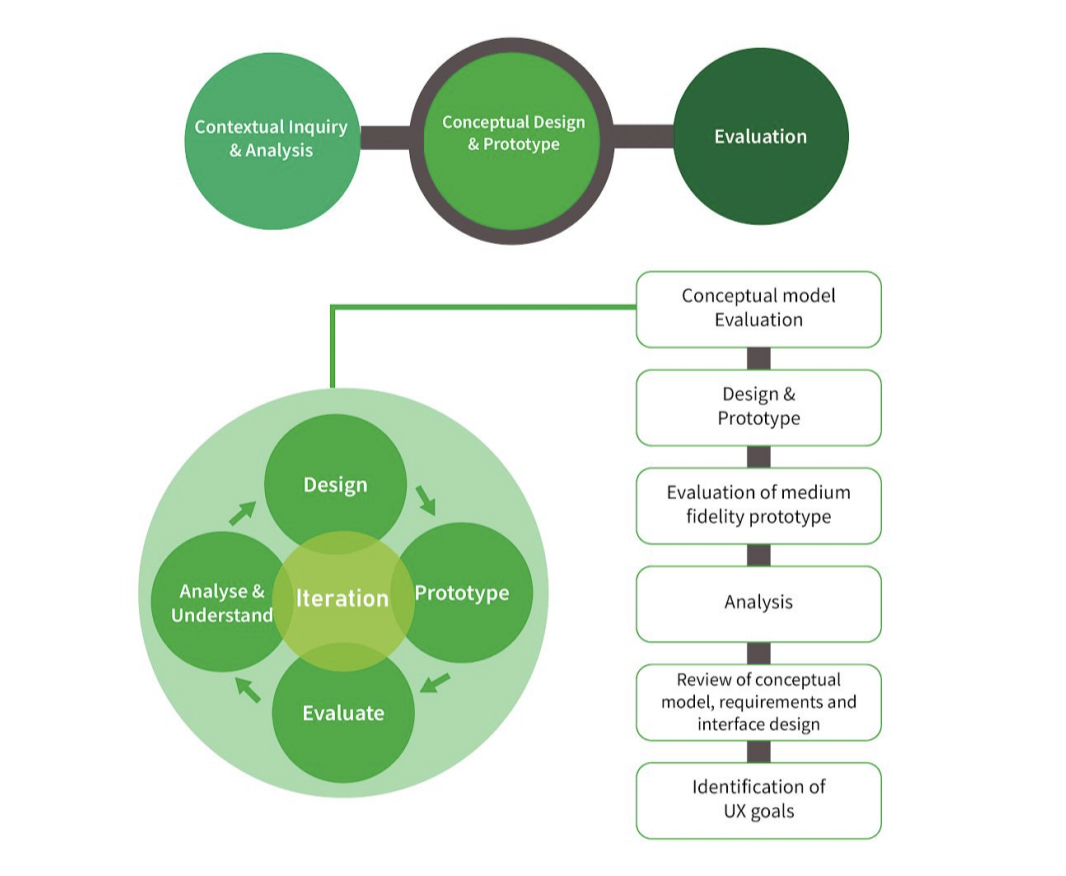 Contextual Inquiry
& Analysis
Conceptual Design
& Prototype
Evaluation
Conceptual model
Evaluation
Design &
Prototype
Evaluation of medium
fidelity prototype
Analysis
Review of conceptual
model, requirements and
interface design
Identification of
UX goals
Design
Prototype
Evaluate
Analyse &
Understand
Iteration